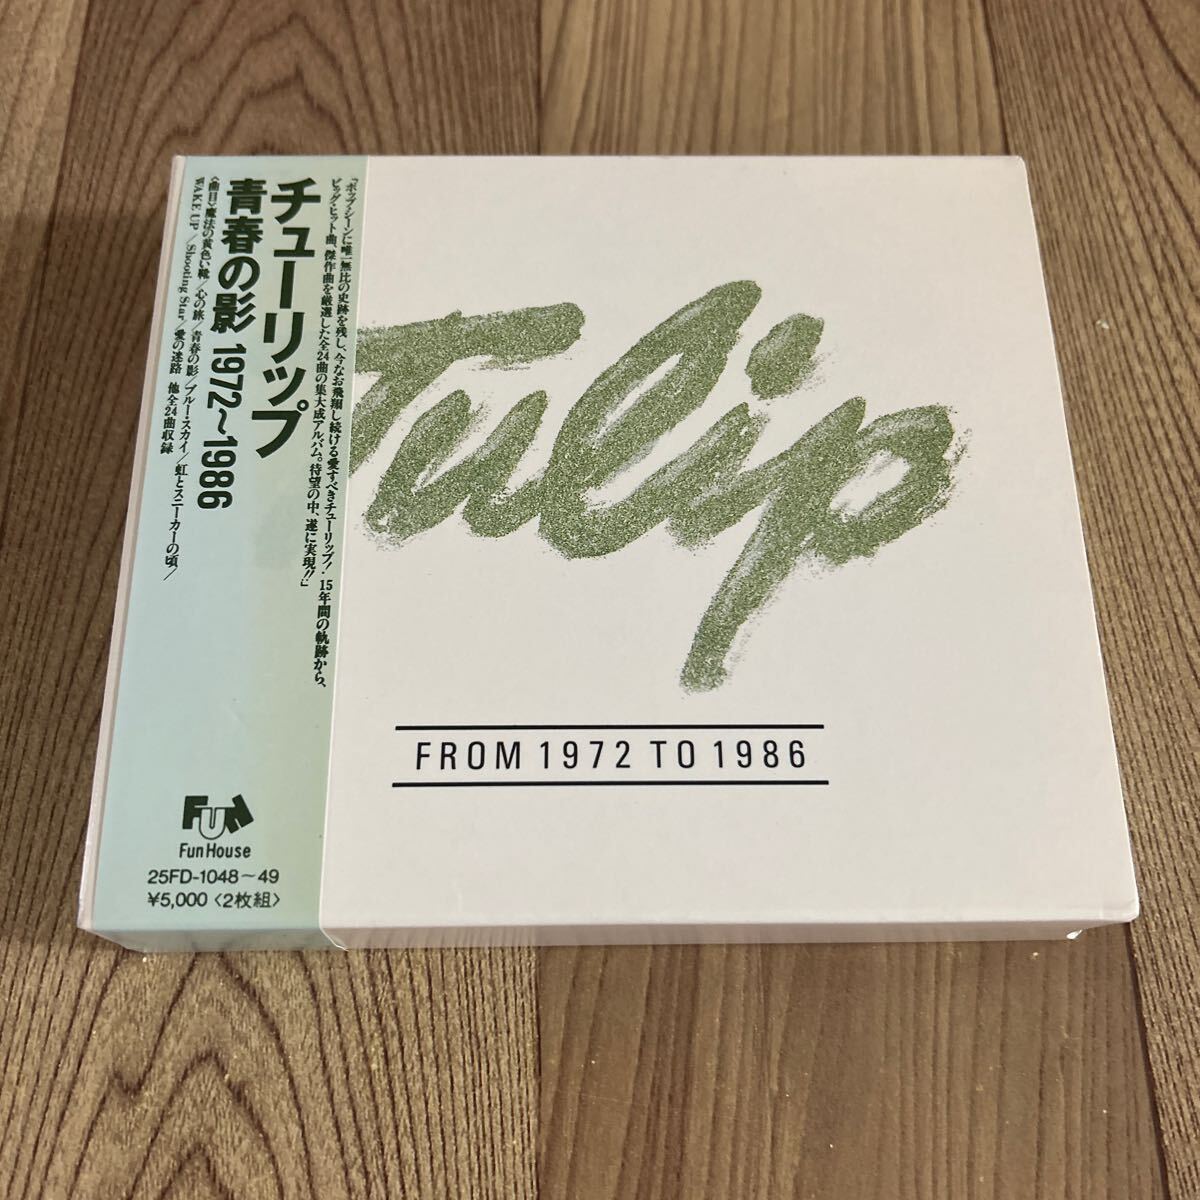 「ポップ・シーンに唯一無比の史跡を残し、今なお飛翔し続ける愛すべきチューリップ！15年間の軌跡から、
ビッグ・ヒット曲、傑作曲を厳選した全24曲の集大成アルバム。待望の中、遂に実現!!」
チューリップ
青春の影 1972〜1986
〈曲目〉魔法の黄色い靴／心の旅／青春の影／ブルー・スカイ／虹とスニーカーの頃／
WAKE UP／Shooting Star／愛の迷路 他全24曲収録
Fun
Fun House
25FD-1048〜49
¥5,000〈2枚組〉
Tulip
FROM 1972 TO 1986